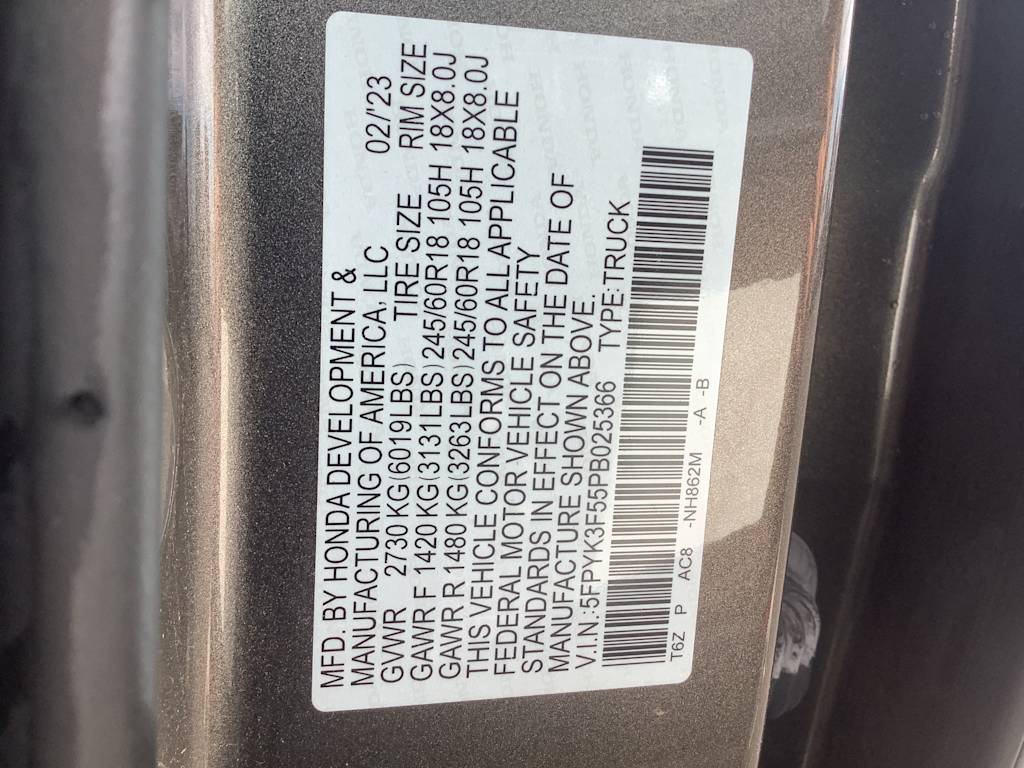 MFD. BY HONDA DEVELOPMENT &
MANUFACTURING OF AMERICA, LLC 02/'23
GVWR 2730 KG(6019LBS) TIRE SIZE RIM SIZE
GAWR F 1420 KG(3131LBS) 245/60R18 105H 18X8.0J
GAWR R 1480 KG(3263LBS) 245/60R18 105H 18X8.0J
THIS VEHICLE CONFORMS TO ALL APPLICABLE
FEDERAL MOTOR VEHICLE SAFETY
STANDARDS IN EFFECT ON THE DATE OF
MANUFACTURE SHOWN ABOVE.
V.I.N.:5FPYK3F55PB025366 TYPE:TRUCK
T6Z P AC8 -NH862M -A -B